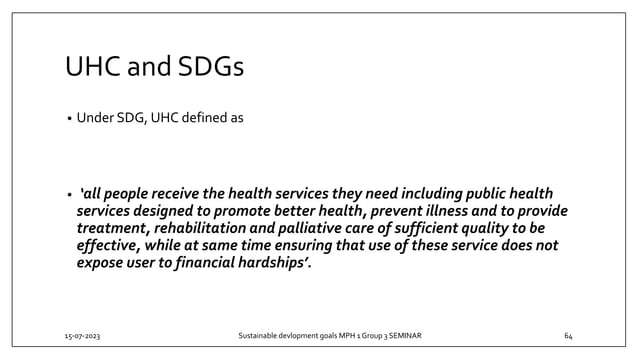 UHC and SDGs
▪ Under SDG, UHC defined as
▪ ‘all people receive the health services they need including public health
services designed to promote better health, prevent illness and to provide
treatment, rehabilitation and palliative care of sufficient quality to be
effective, while at same time ensuring that use of these service does not
expose user to financial hardships’.
15-07-2023
Sustainable devlopment goals MPH 1 Group 3 SEMINAR
64